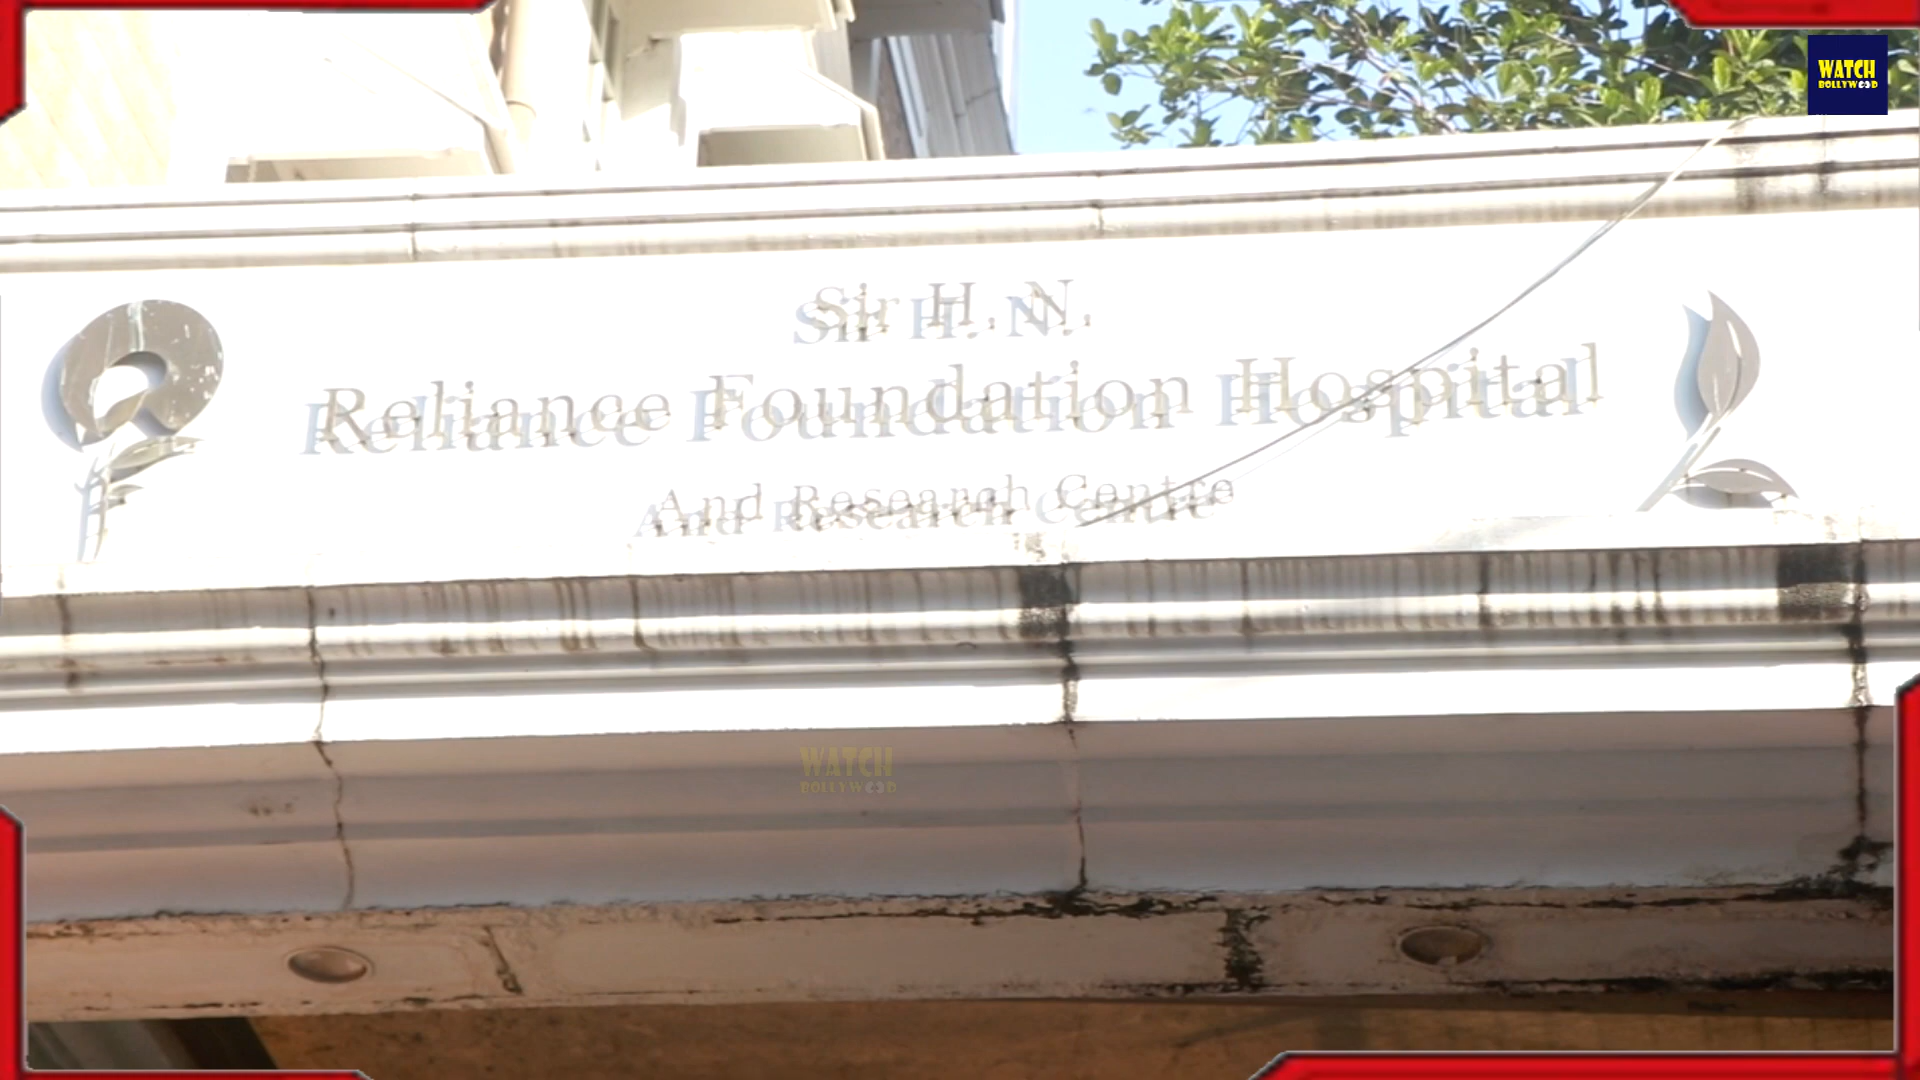 WATCH
BOLLYWOOD
Sir H. N.
Reliance Foundation Hospital
And Research Centre
WATCH
BOLLYWOOD